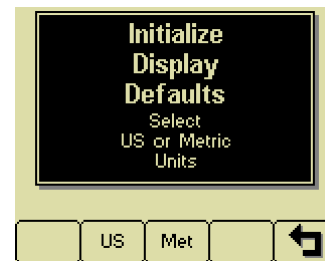 Initialize
Display
Defaults
Select
US or Metric
Units
US Met